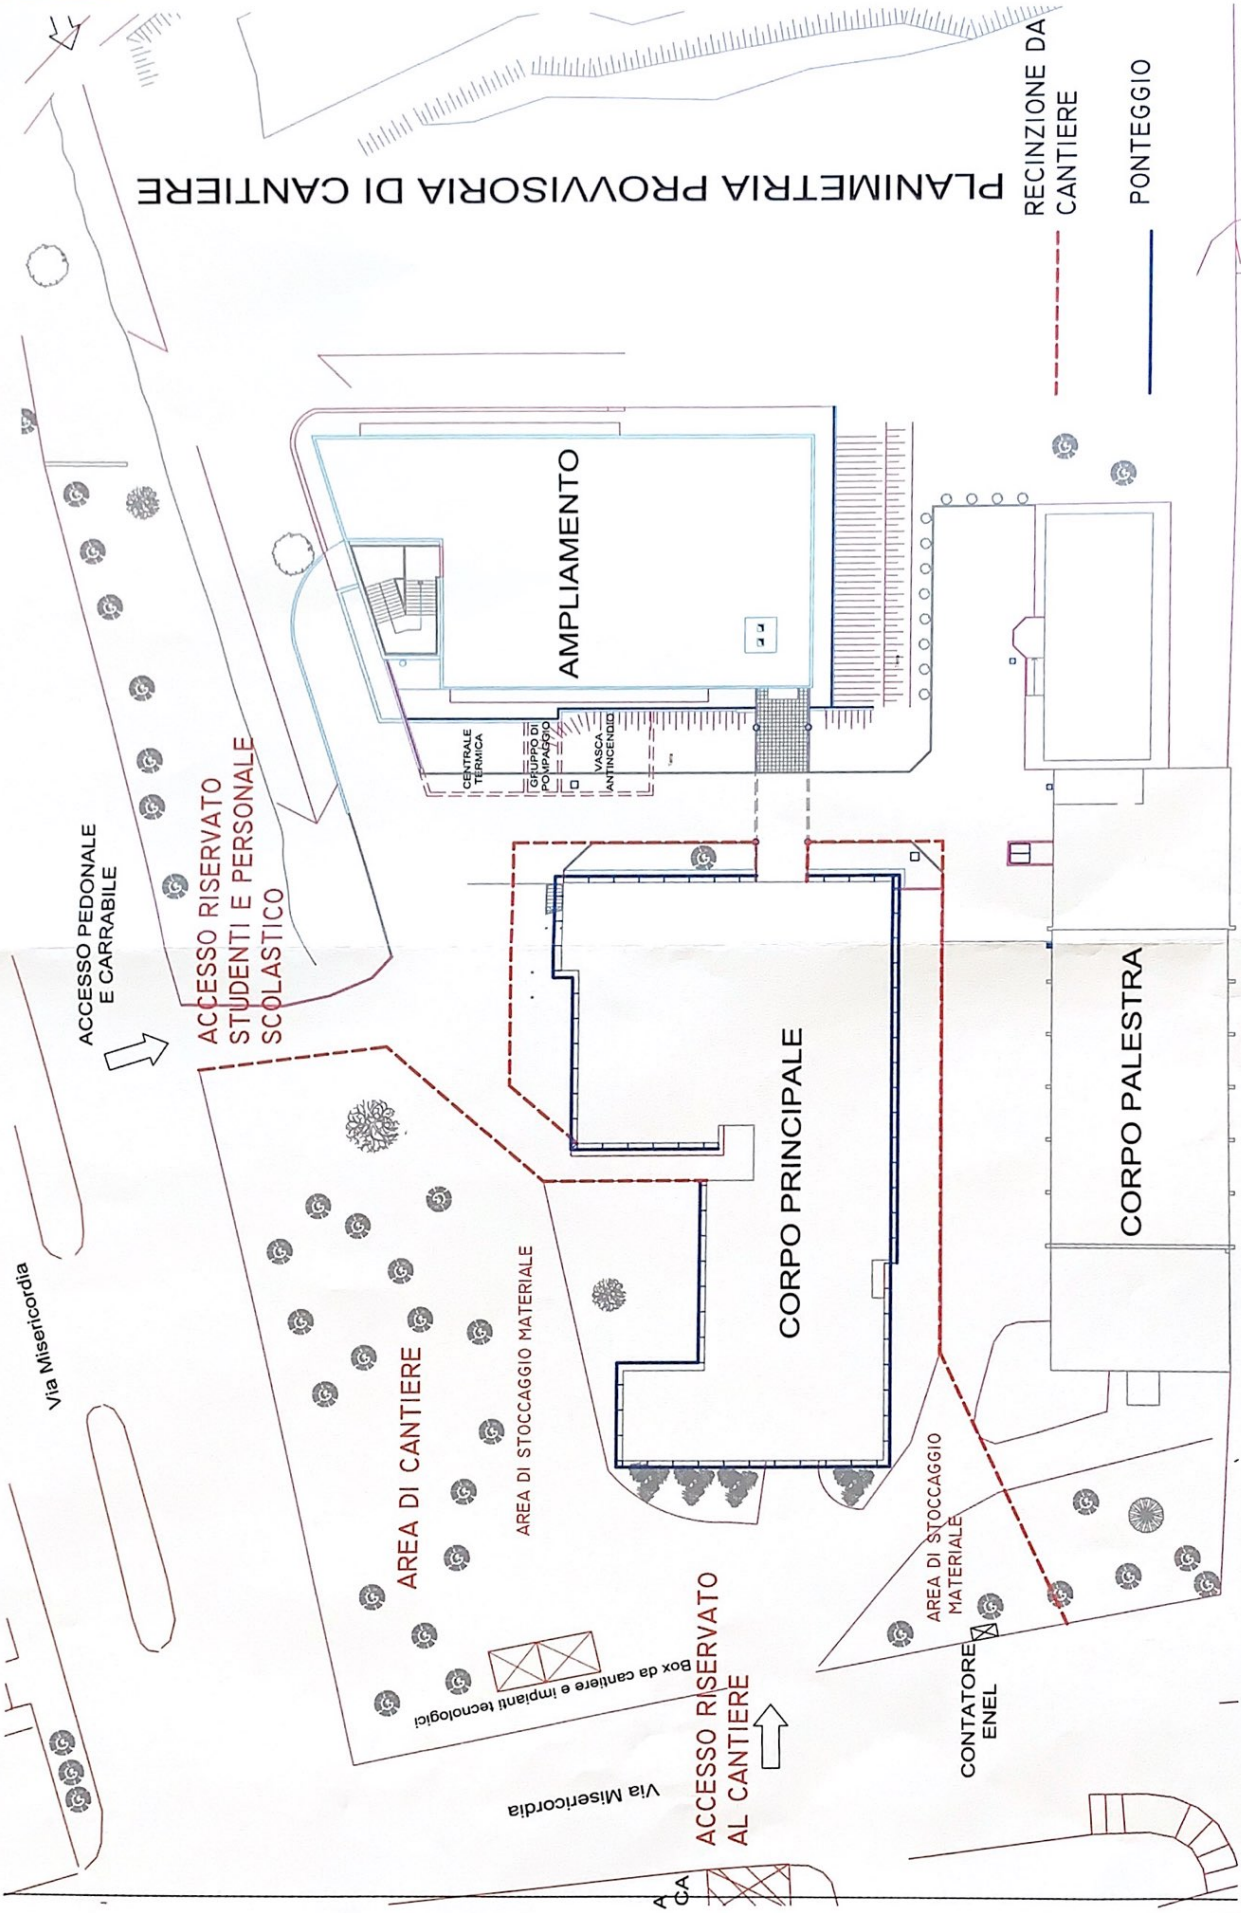 PLANIMETRIA PROVVISORIA DI CANTIERE
RECINZIONE DA
CANTIERE
PONTEGGIO
AMPLIAMENTO
CENTRALE
TERMICA
GRUPPO DI
POMPAGGIO
VASCA
ANTINCENDIO
ACCESSO PEDONALE
E CARRABILE
ACCESSO RISERVATO
STUDENTI E PERSONALE
SCOLASTICO
CORPO PRINCIPALE
CORPO PALESTRA
Via Misericordia
AREA DI CANTIERE
AREA DI STOCCAGGIO MATERIALE
AREA DI STOCCAGGIO
MATERIALE
Box da cantiere e impianti tecnologici
Via Misericordia
ACCESSO RISERVATO
AL CANTIERE
CONTATORE
ENEL
A
CA